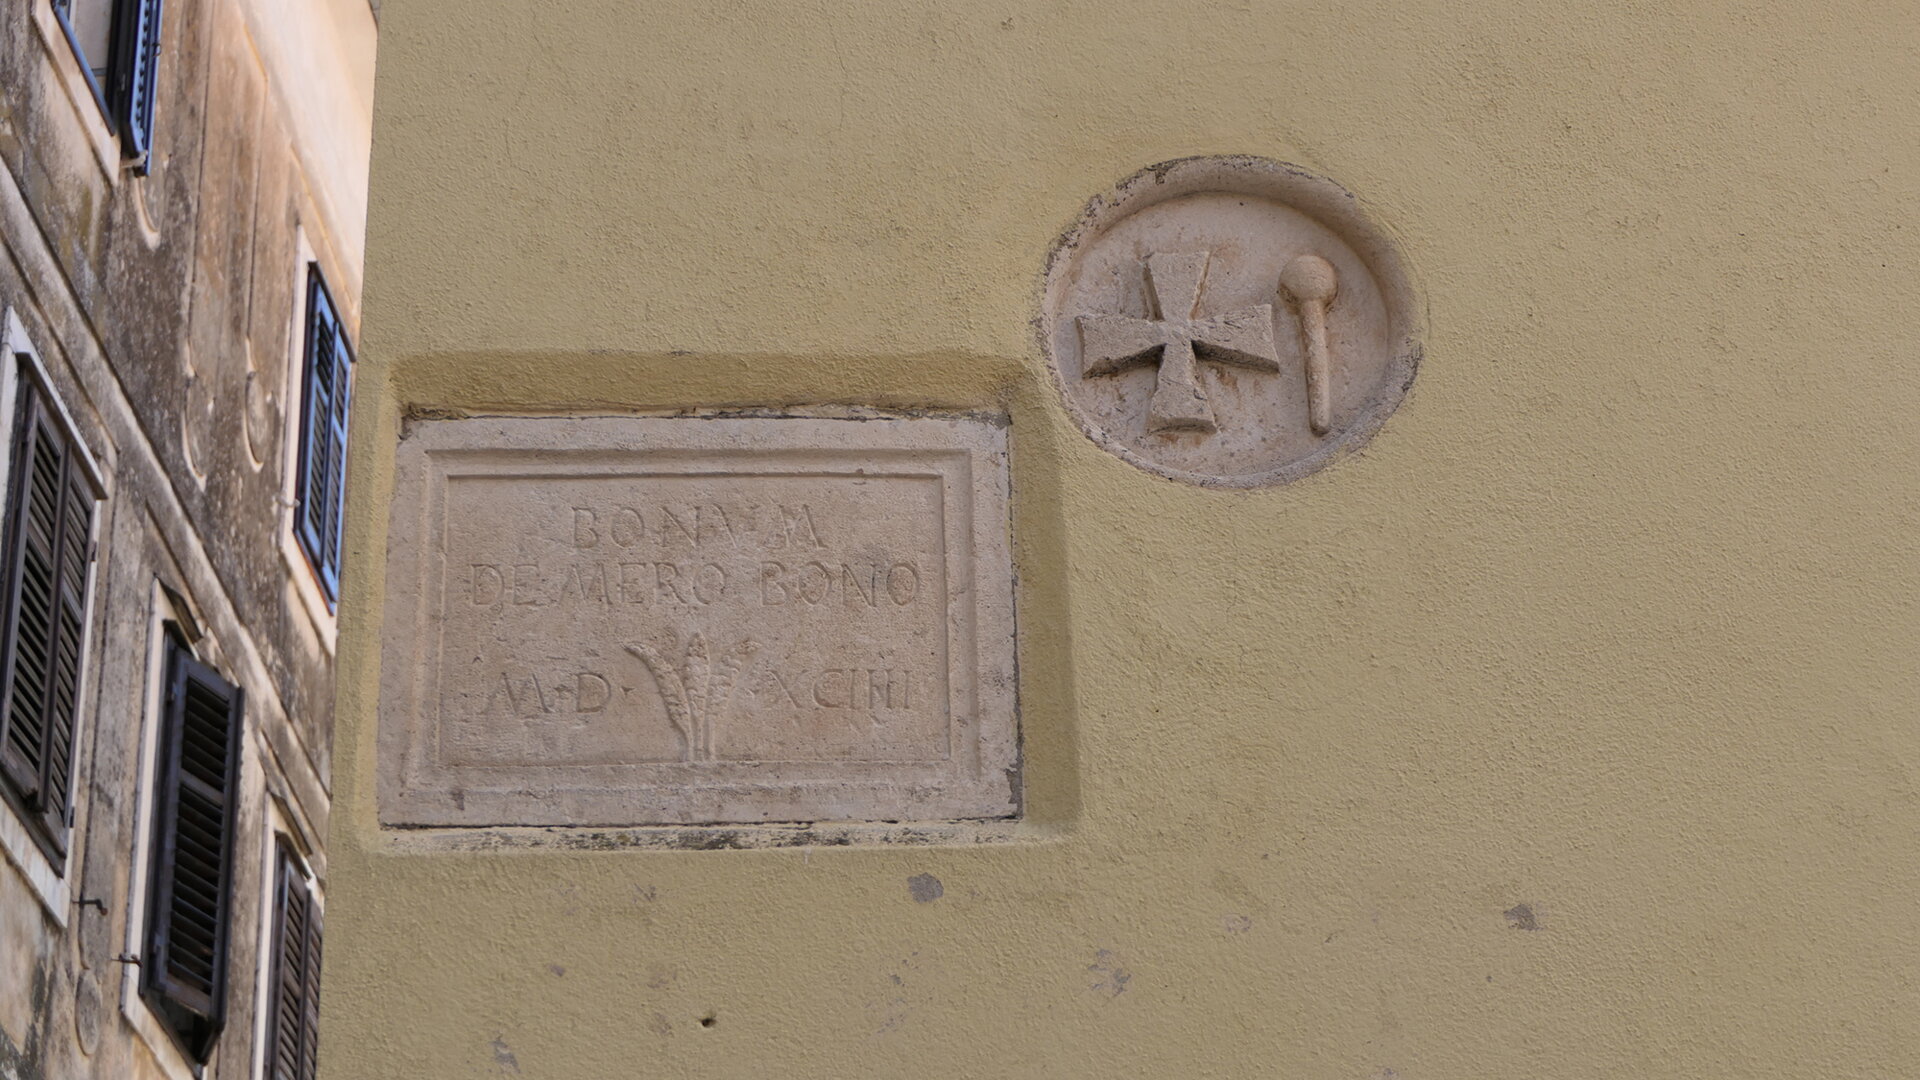 BONVM
DE MERO BONO
M·D· ·XCIIII